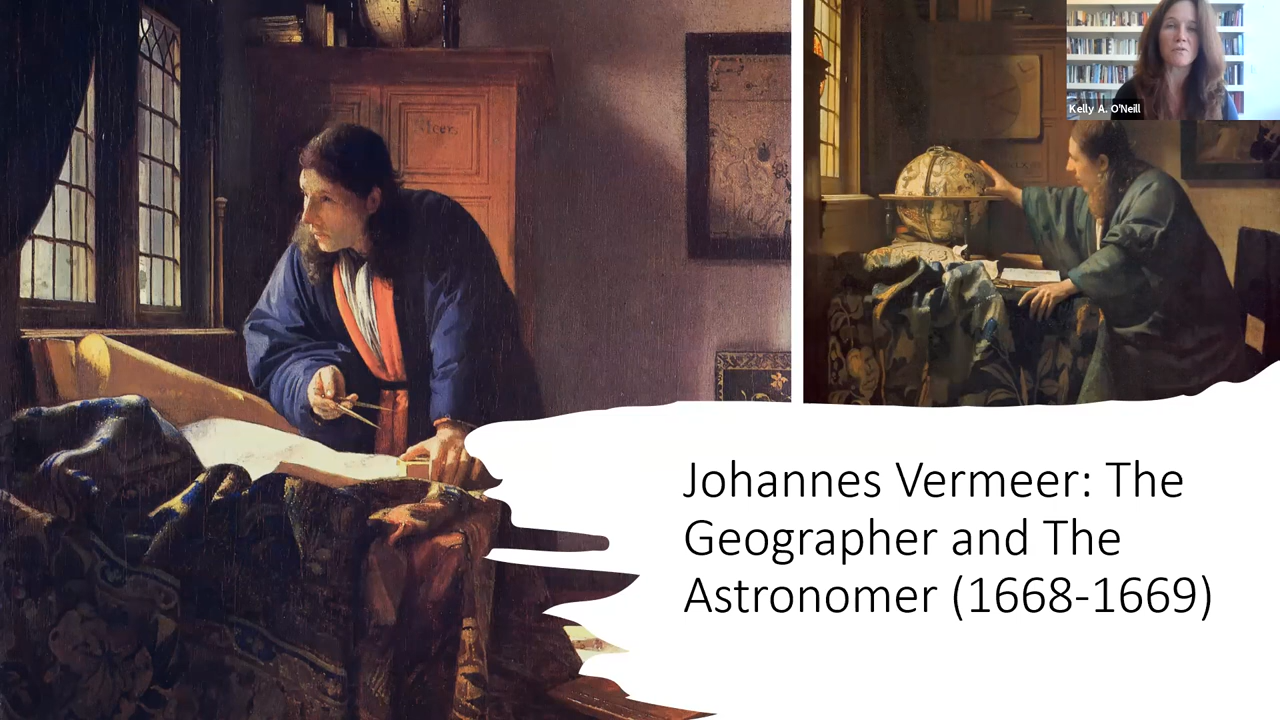 Kelly A. O'Neill
Johannes Vermeer: The
Geographer and The
Astronomer (1668-1669)